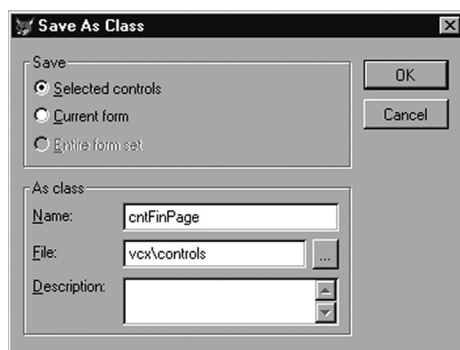 Save As Class
Save
Selected controls
Current form
Entire form set
OK
Cancel
As class
Name: cntFinPage
File: vcx\controls ...
Description: